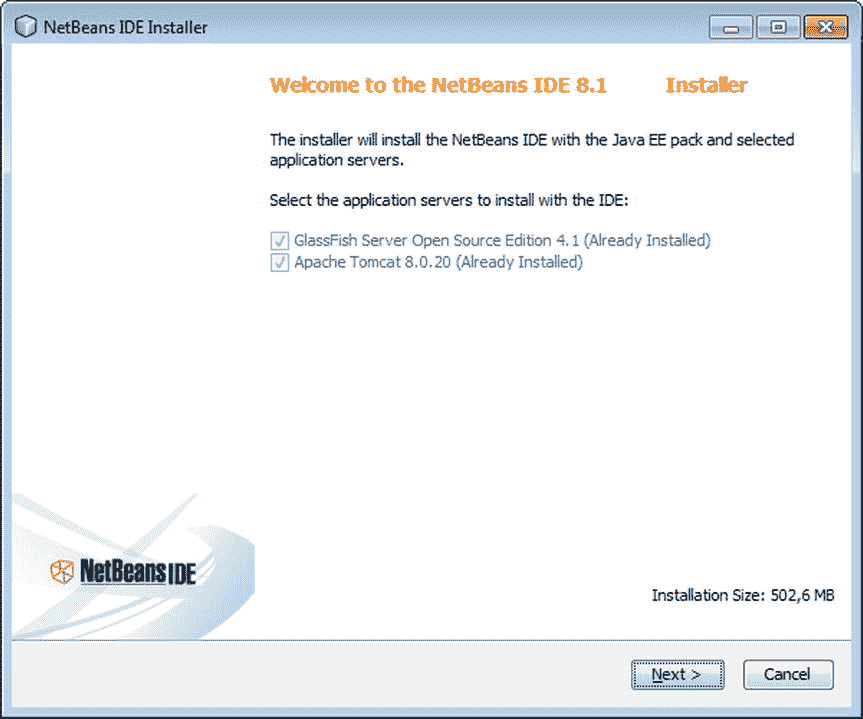 NetBeans IDE Installer
Welcome to the NetBeans IDE 8.1 Installer
The installer will install the NetBeans IDE with the Java EE pack and selected
application servers.
Select the application servers to install with the IDE:
GlassFish Server Open Source Edition 4.1 (Already Installed)
Apache Tomcat 8.0.20 (Already Installed)
NetBeans IDE
Installation Size: 502,6 MB
Next >
Cancel